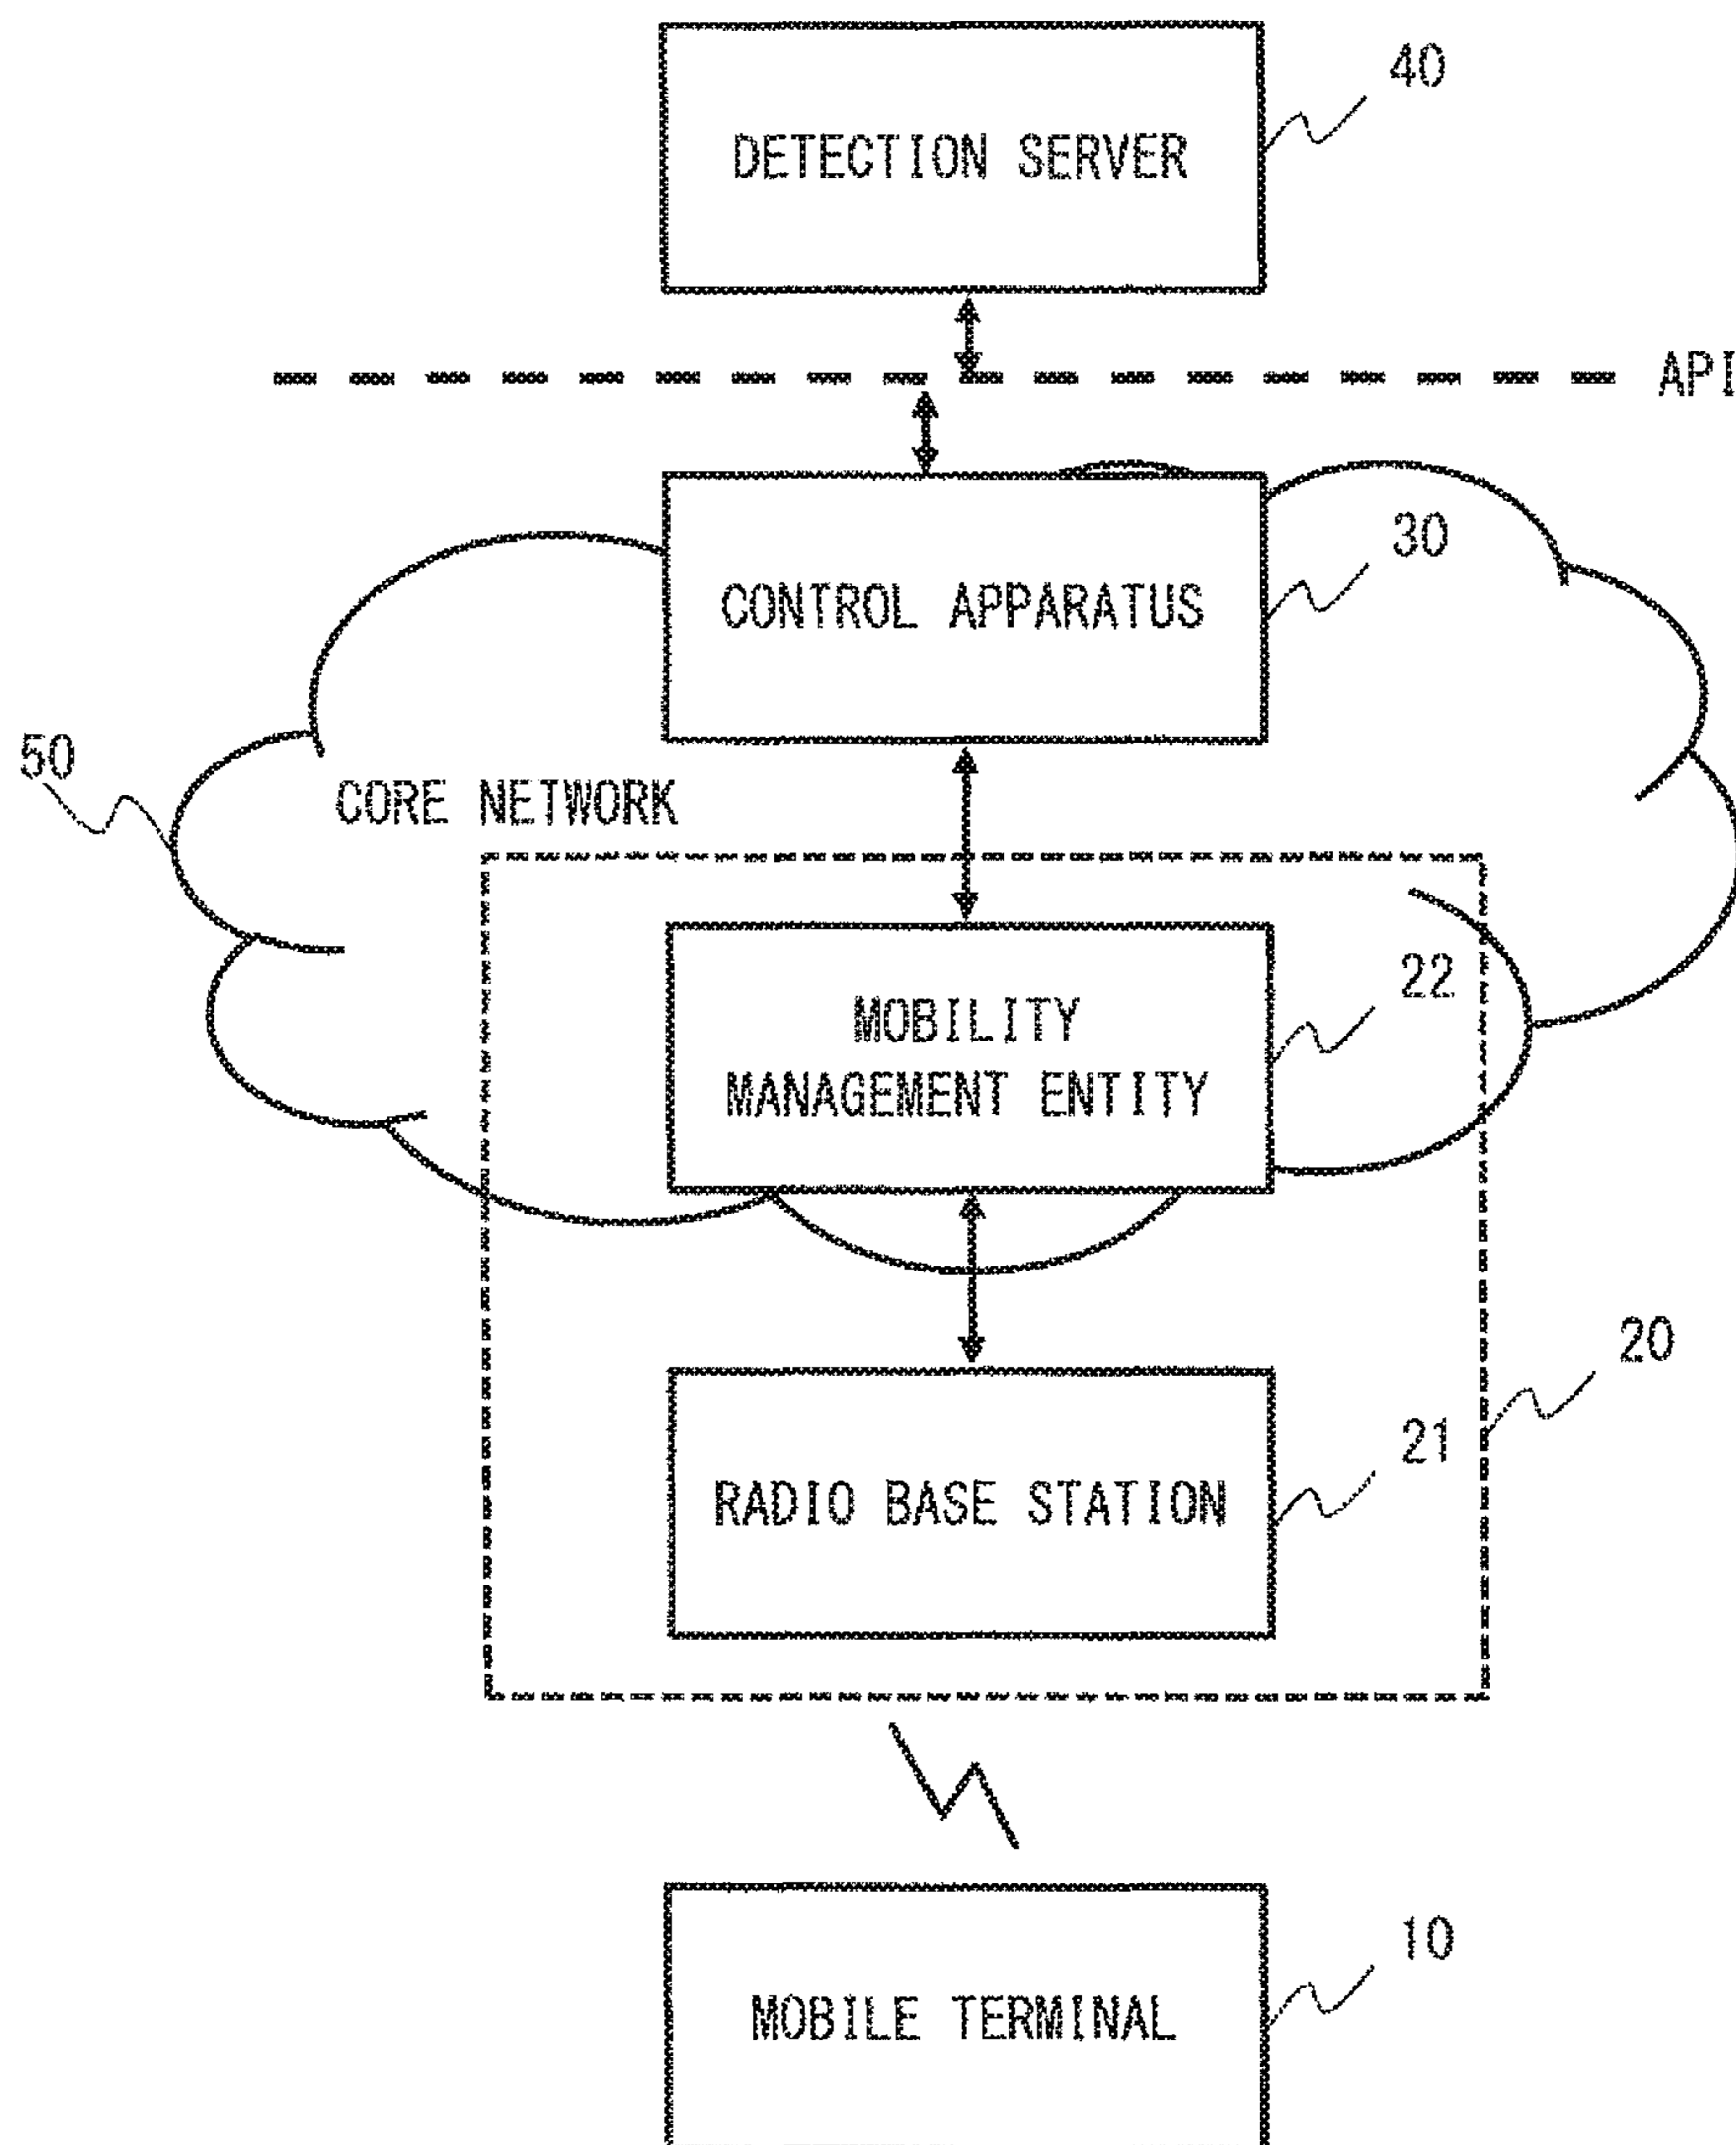 40
DETECTION SERVER
API
30
CONTROL APPARATUS
50
CORE NETWORK
22
MOBILITY
MANAGEMENT ENTITY
20
21
RADIO BASE STATION
10
MOBILE TERMINAL